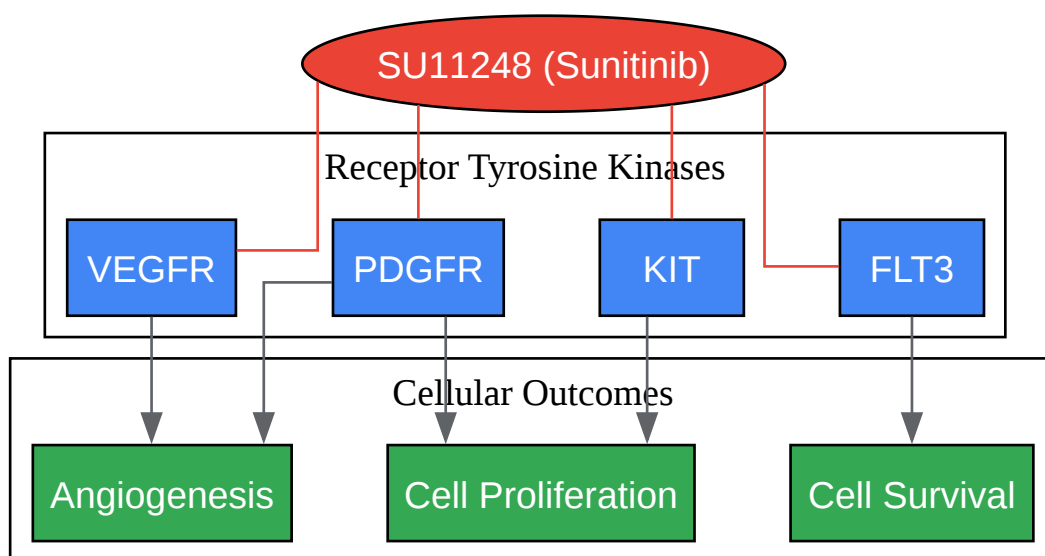 SU11248 (Sunitinib)
Receptor Tyrosine Kinases
VEGFR
PDGFR
KIT
FLT3
Cellular Outcomes
Angiogenesis
Cell Proliferation
Cell Survival